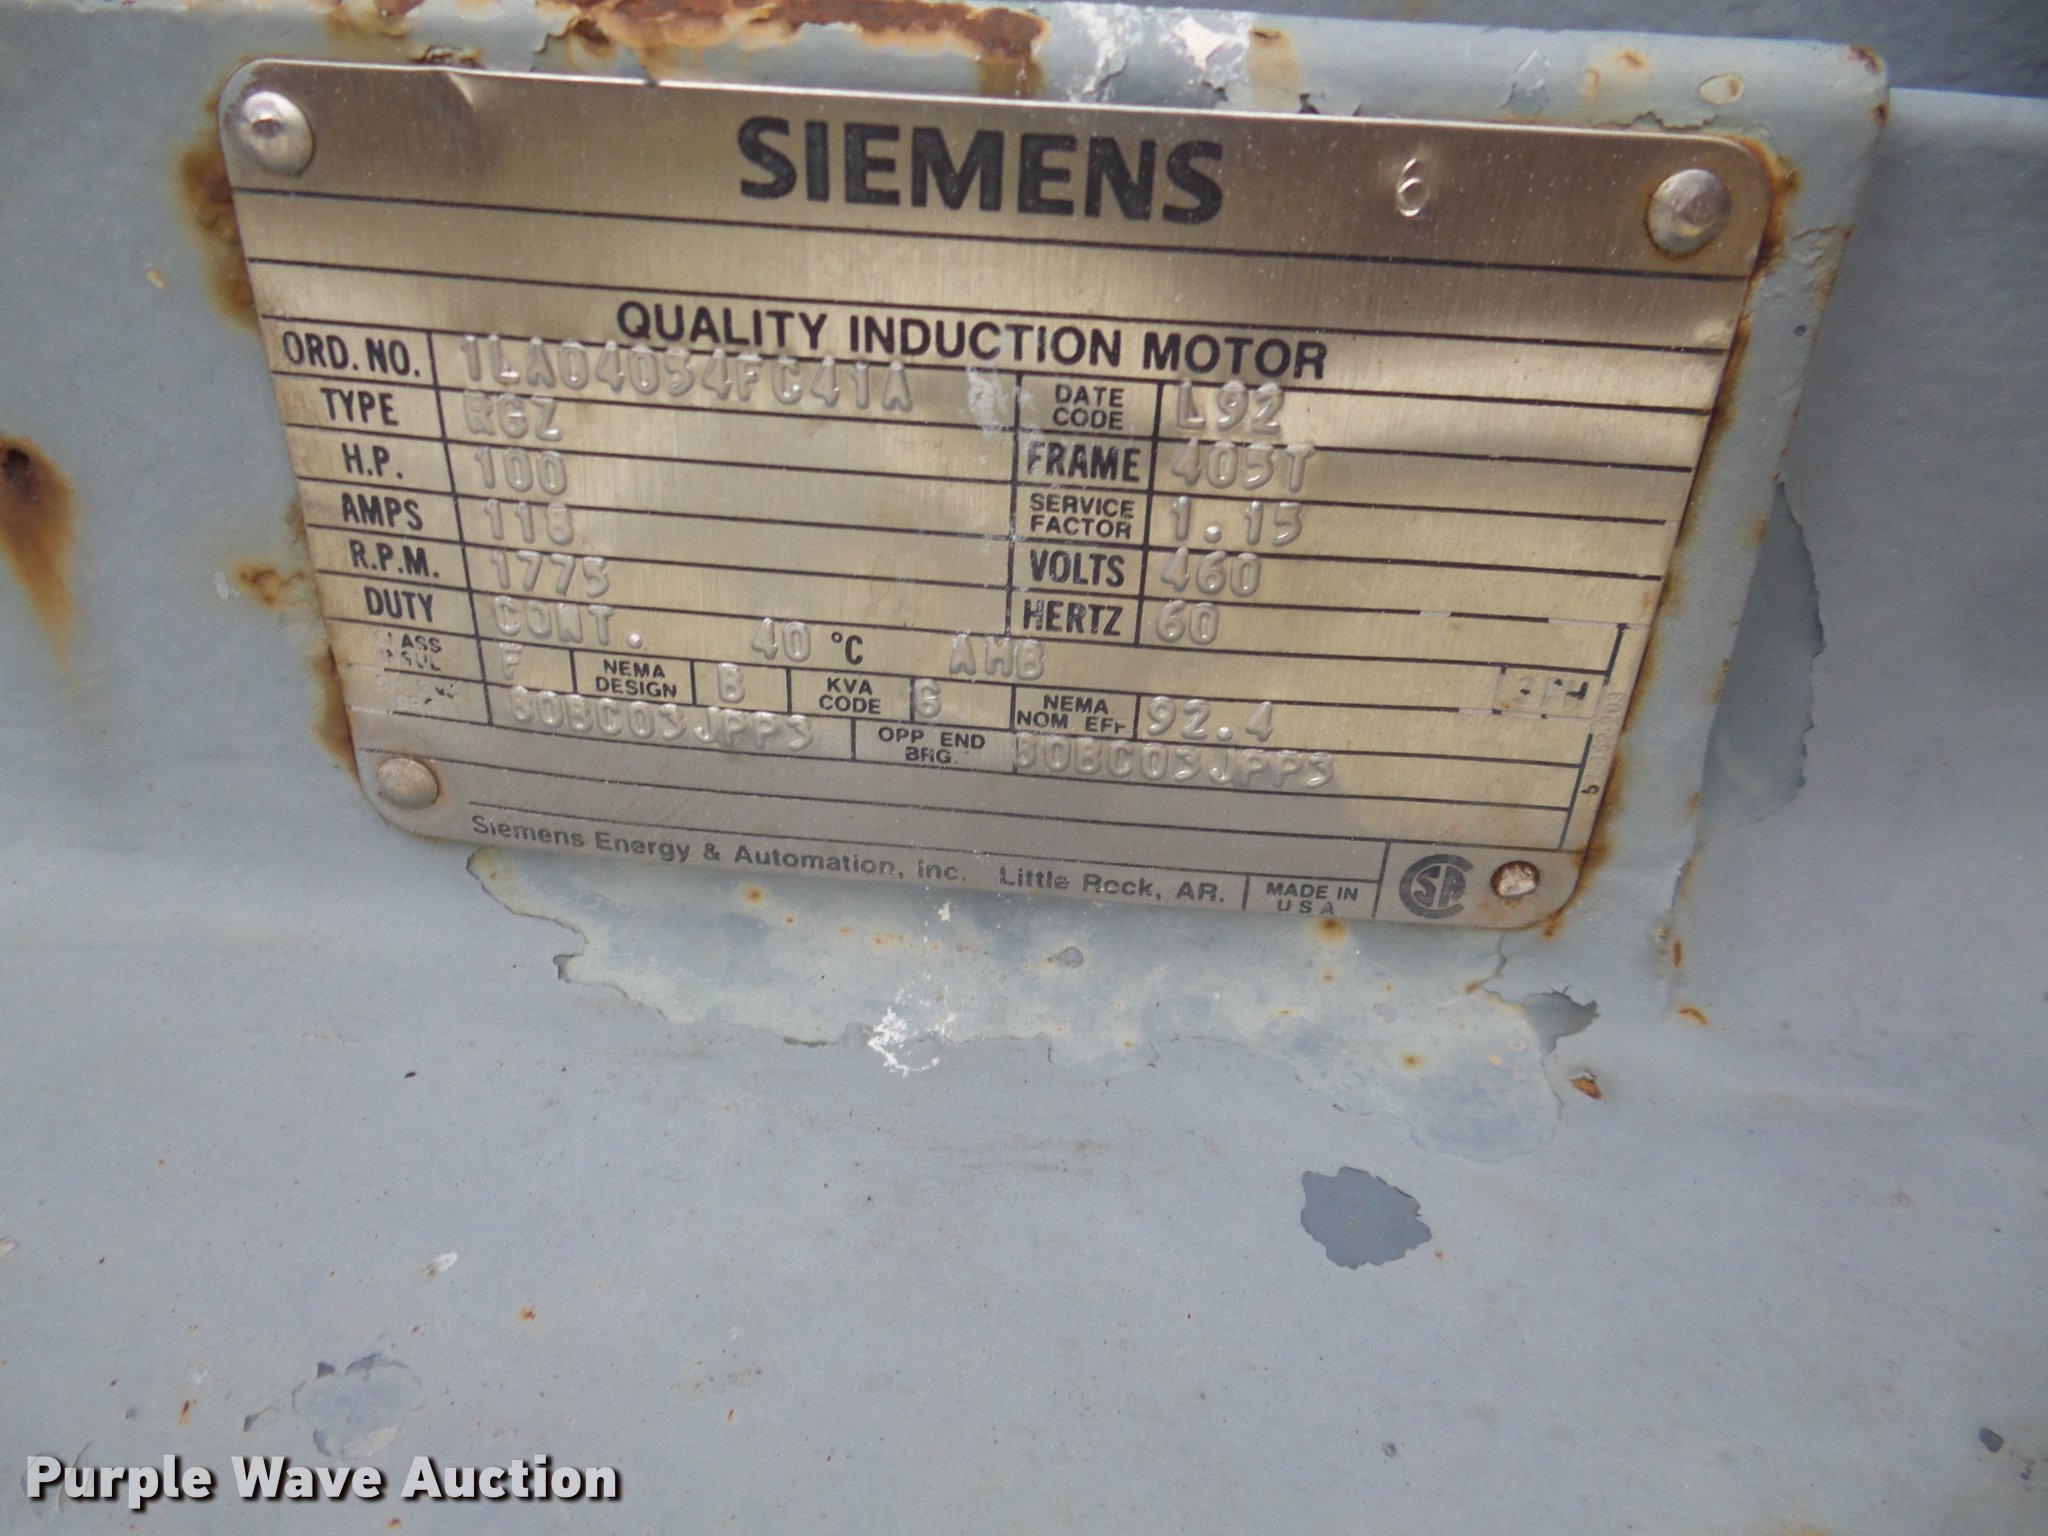 SIEMENS 6
QUALITY INDUCTION MOTOR
ORD. NO. 1LA04054FC41A DATE CODE L92
TYPE RGZ FRAME 405T
H.P. 100 SERVICE FACTOR 1.15
AMPS 118 VOLTS 460
R.P.M. 1775 HERTZ 60
DUTY CONT. 40 °C AMB
CLASS INSUL F NEMA DESIGN B KVA CODE G NEMA NOM EFF 92.4
80BC03JPP3 OPP END BRG. 80BC03JPP3
Siemens Energy & Automation, Inc. Little Rock, AR. MADE IN USA
Purple Wave Auction